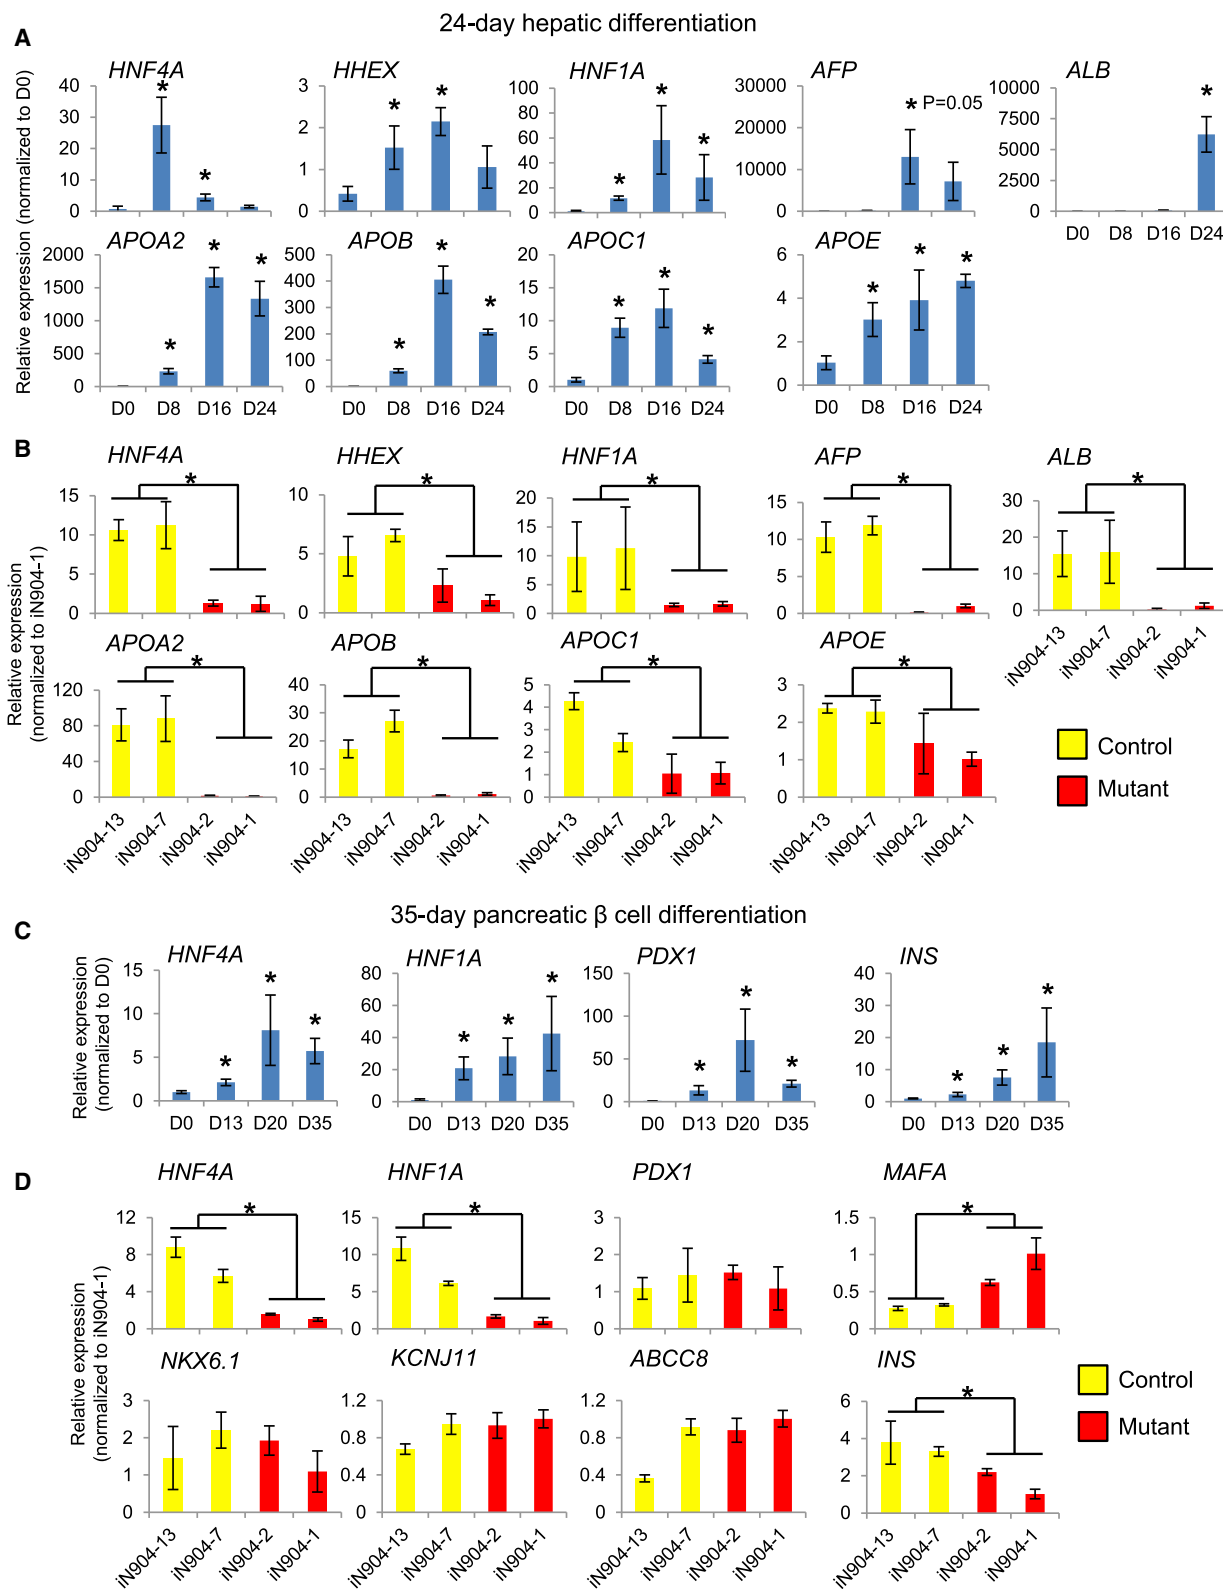 24-day hepatic differentiation
A
Relative expression (normalized to D0)
HNF4A
40
30
20
10
0
*
*
HHEX
3
2
1
0
*
*
HNF1A
100
80
60
40
20
0
*
*
*
AFP
30000
20000
10000
0
* P=0.05
ALB
10000
7500
5000
2500
0
*
D0 D8 D16 D24
APOA2
2000
1500
1000
500
0
*
*
*
D0 D8 D16 D24
APOB
500
400
300
200
100
0
*
*
*
D0 D8 D16 D24
APOC1
20
15
10
5
0
*
*
*
D0 D8 D16 D24
APOE
6
4
2
0
*
*
*
D0 D8 D16 D24
B
Relative expression
(normalized to iN904-1)
HNF4A
15
10
5
0
*
HHEX
10
5
0
*
HNF1A
20
15
10
5
0
*
AFP
15
10
5
0
*
ALB
30
20
10
0
*
iN904-13 iN904-7 iN904-2 iN904-1
APOA2
120
80
40
0
*
iN904-13 iN904-7 iN904-2 iN904-1
APOB
40
30
20
10
0
*
iN904-13 iN904-7 iN904-2 iN904-1
APOC1
5
4
3
2
1
0
*
iN904-13 iN904-7 iN904-2 iN904-1
APOE
3
2
1
0
*
iN904-13 iN904-7 iN904-2 iN904-1
Control
Mutant
35-day pancreatic β cell differentiation
C
Relative expression
(normalized to D0)
HNF4A
15
10
5
0
*
*
*
D0 D13 D20 D35
HNF1A
80
60
40
20
0
*
*
*
D0 D13 D20 D35
PDX1
150
100
50
0
*
*
*
D0 D13 D20 D35
INS
40
30
20
10
0
*
*
*
D0 D13 D20 D35
D
Relative expression
(normalized to iN904-1)
HNF4A
12
8
4
0
*
HNF1A
15
10
5
0
*
PDX1
3
2
1
0
MAFA
1.5
1
0.5
0
*
NKX6.1
3
2
1
0
iN904-13 iN904-7 iN904-2 iN904-1
KCNJ11
1.2
0.8
0.4
0
iN904-13 iN904-7 iN904-2 iN904-1
ABCC8
1.2
0.8
0.4
0
iN904-13 iN904-7 iN904-2 iN904-1
INS
6
4
2
0
*
iN904-13 iN904-7 iN904-2 iN904-1
Control
Mutant